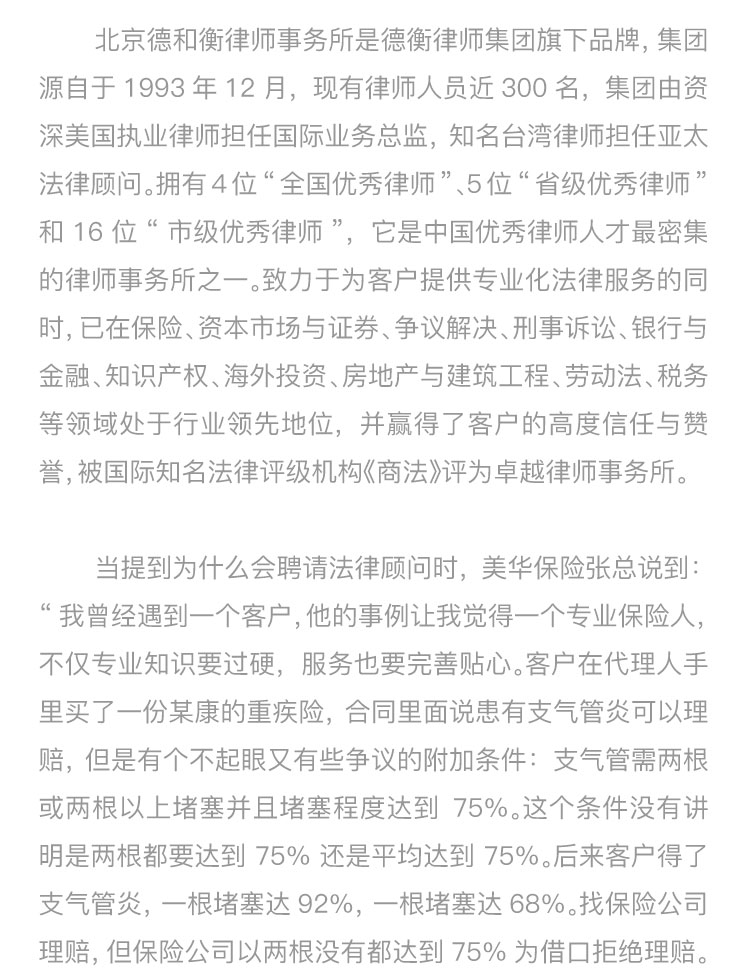 北京德和衡律师事务所是德衡律师集团旗下品牌，集团
源自于 1993 年 12 月，现有律师人员近 300 名，集团由资
深美国执业律师担任国际业务总监，知名台湾律师担任亚太
法律顾问。拥有 4 位“全国优秀律师”、5 位“省级优秀律师”
和 16 位“ 市级优秀律师 ”，它是中国优秀律师人才最密集
的律师事务所之一。致力于为客户提供专业化法律服务的同
时，已在保险、资本市场与证券、争议解决、刑事诉讼、银行与
金融、知识产权、海外投资、房地产与建筑工程、劳动法、税务
等领域处于行业领先地位，并赢得了客户的高度信任与赞
誉，被国际知名法律评级机构《商法》评为卓越律师事务所。
当提到为什么会聘请法律顾问时，美华保险张总说到：
“ 我曾经遇到一个客户，他的事例让我觉得一个专业保险人，
不仅专业知识要过硬，服务也要完善贴心。客户在代理人手
里买了一份某康的重疾险，合同里面说患有支气管炎可以理
赔，但是有个不起眼又有些争议的附加条件：支气管需两根
或两根以上堵塞并且堵塞程度达到 75%。这个条件没有讲
明是两根都要达到 75% 还是平均达到 75%。后来客户得了
支气管炎，一根堵塞达 92%，一根堵塞达 68%。找保险公司
理赔，但保险公司以两根没有都达到 75% 为借口拒绝理赔。